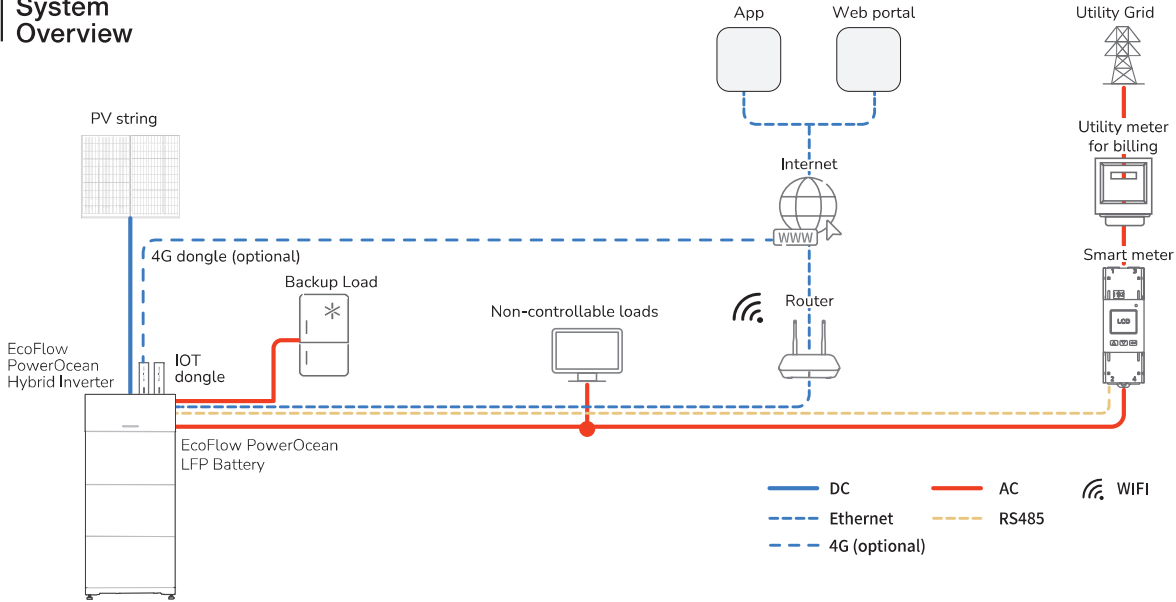 System
Overview
App
Web portal
Utility Grid
PV string
Utility meter
for billing
Internet
WWW
4G dongle (optional)
Smart meter
Backup Load
Non-controllable loads
Router
LCD
EcoFlow
PowerOcean
Hybrid Inverter
IOT
dongle
EcoFlow PowerOcean
LFP Battery
DC
AC
WIFI
Ethernet
RS485
4G (optional)